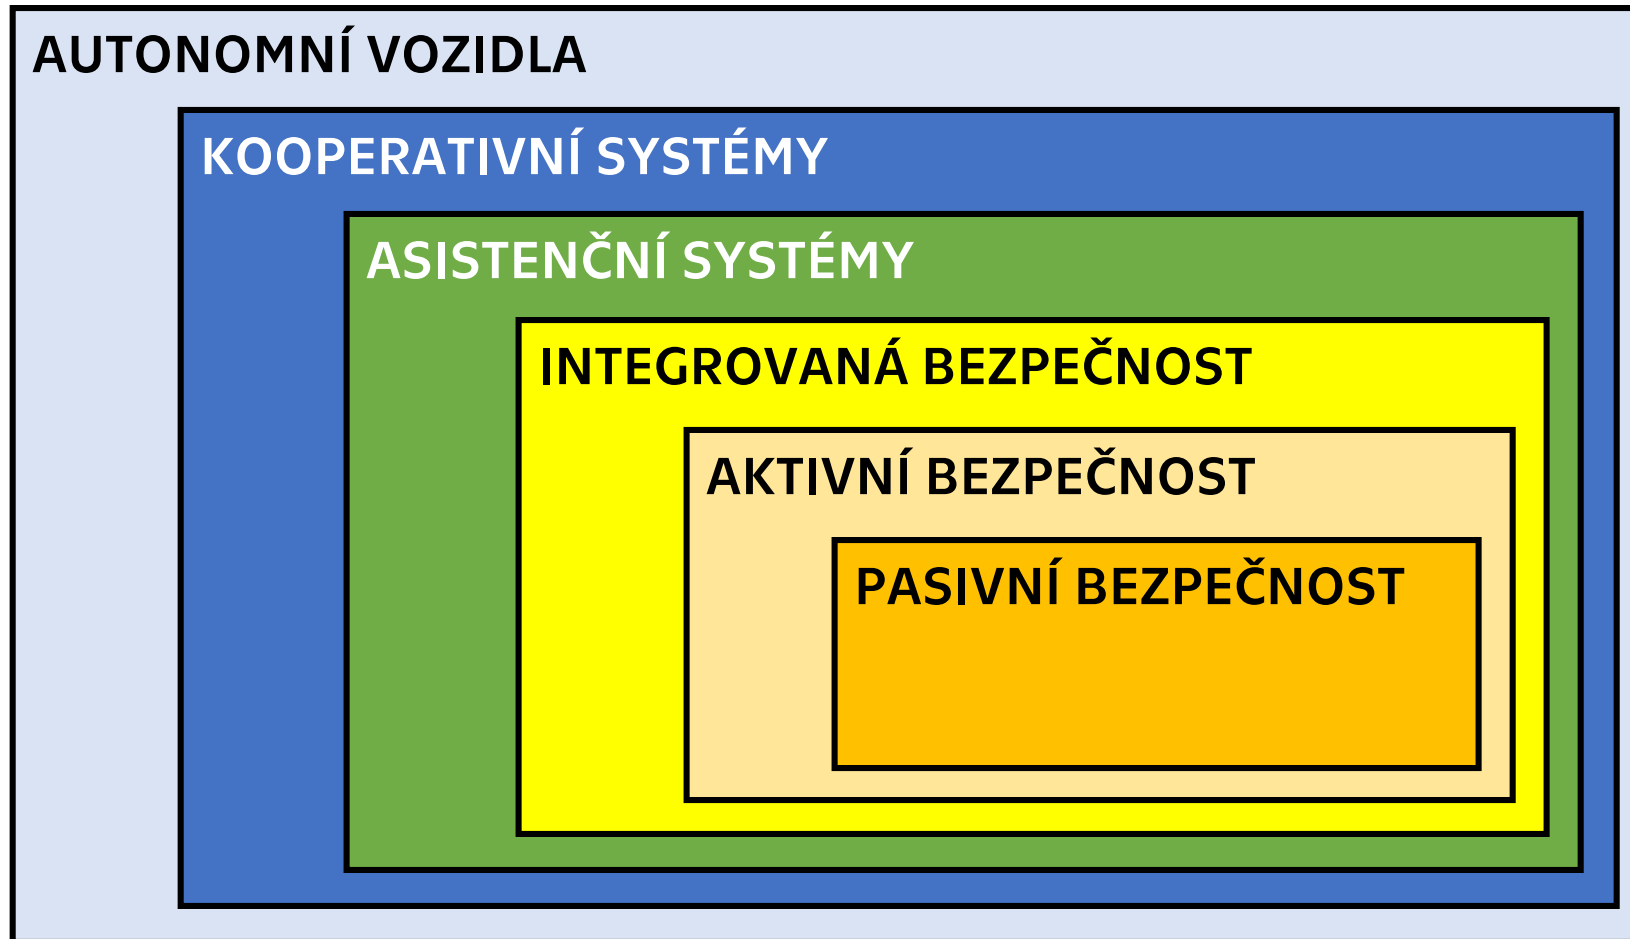 AUTONOMNÍ VOZIDLA
KOOPERATIVNÍ SYSTÉMY
ASISTENČNÍ SYSTÉMY
INTEGROVANÁ BEZPEČNOST
AKTIVNÍ BEZPEČNOST
PASIVNÍ BEZPEČNOST